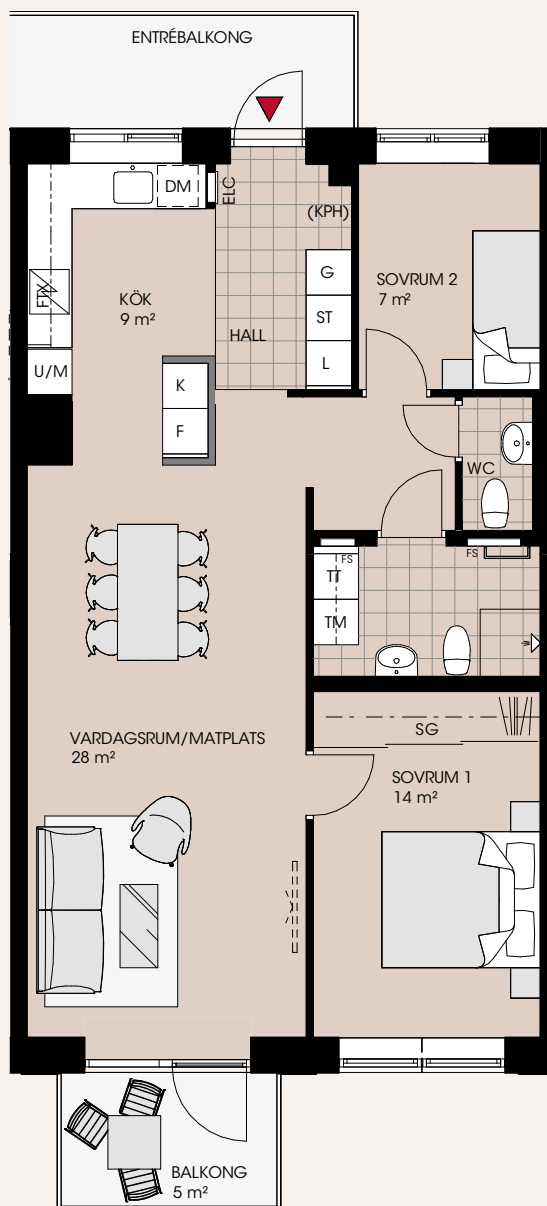 ENTRÉBALKONG
DM
ELC
(KPH)
G
SOVRUM 2
7 m²
FTX
KÖK
9 m²
ST
HALL
U/M
L
K
F
WC
FS
FS
TT
TM
SG
VARDAGSRUM/MATPLATS
28 m²
SOVRUM 1
14 m²
BALKONG
5 m²